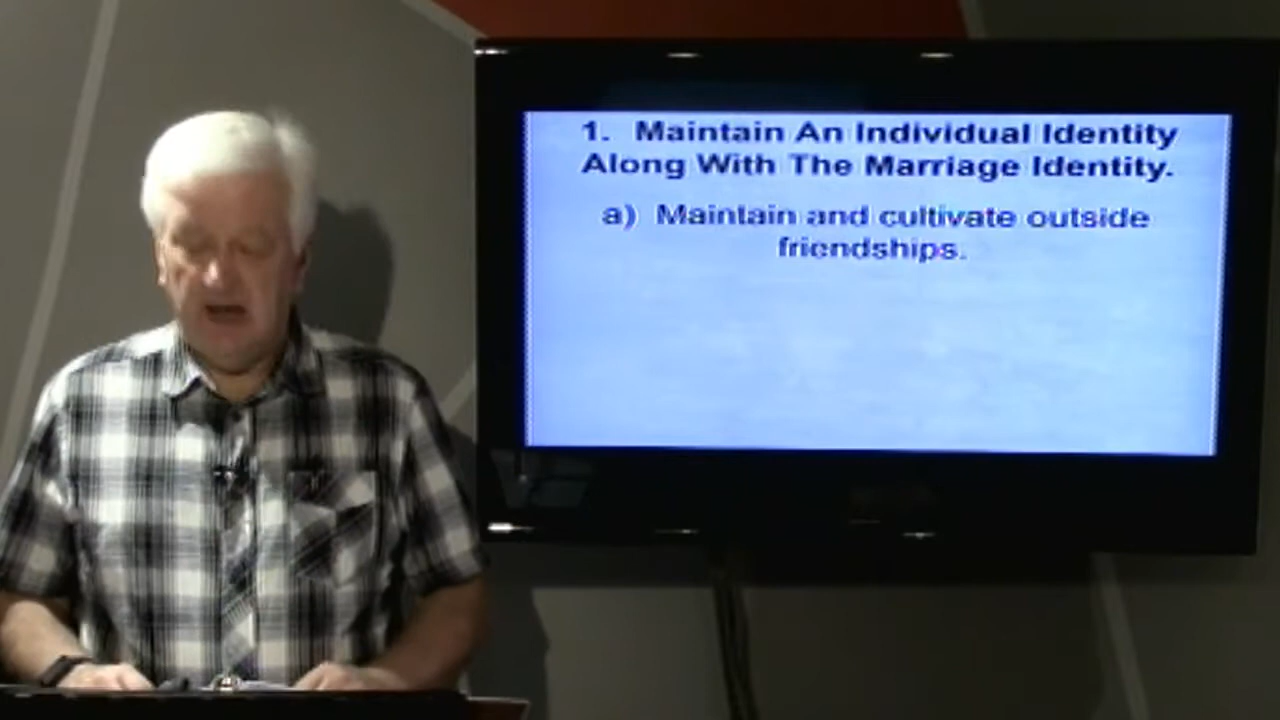 1. Maintain An Individual Identity
Along With The Marriage Identity.
a) Maintain and cultivate outside
friendships.